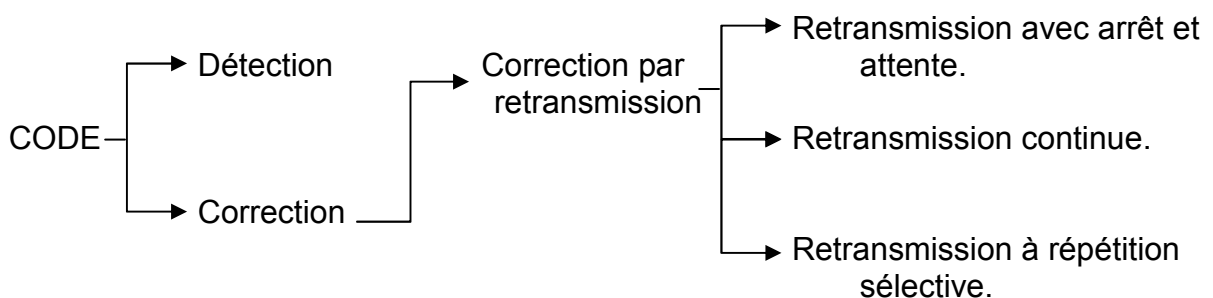 Retransmission avec arrêt et
attente.
Détection
Correction par
retransmission
CODE
Retransmission continue.
Correction
Retransmission à répétition
sélective.